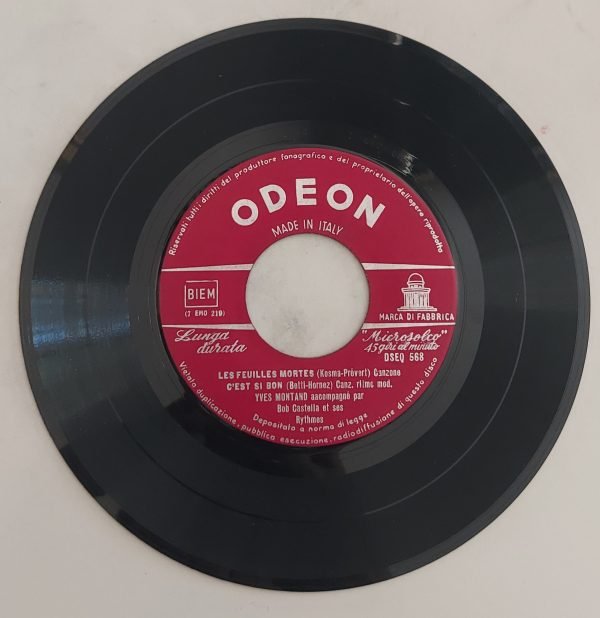 Riservati tutti i diritti del produttore fonografico e del proprietario dell'opera riprodotta
ODEON
MADE IN ITALY
BIEM
(7 EMO 219)
MARCA DI FABBRICA
Lunga durata
"Microsolco"
45 giri al minuto
DSEQ 568
LES FEUILLES MORTES (Kosma-Prévert) Canzone
C'EST SI BON (Betti-Hornez) Canz. ritmo mod.
YVES MONTAND aacompagné par
Bob Castella et ses
Rythmes
Depositato a norma di legge
Vietata duplicazione, pubblica esecuzione, radiodiffusione di questo disco